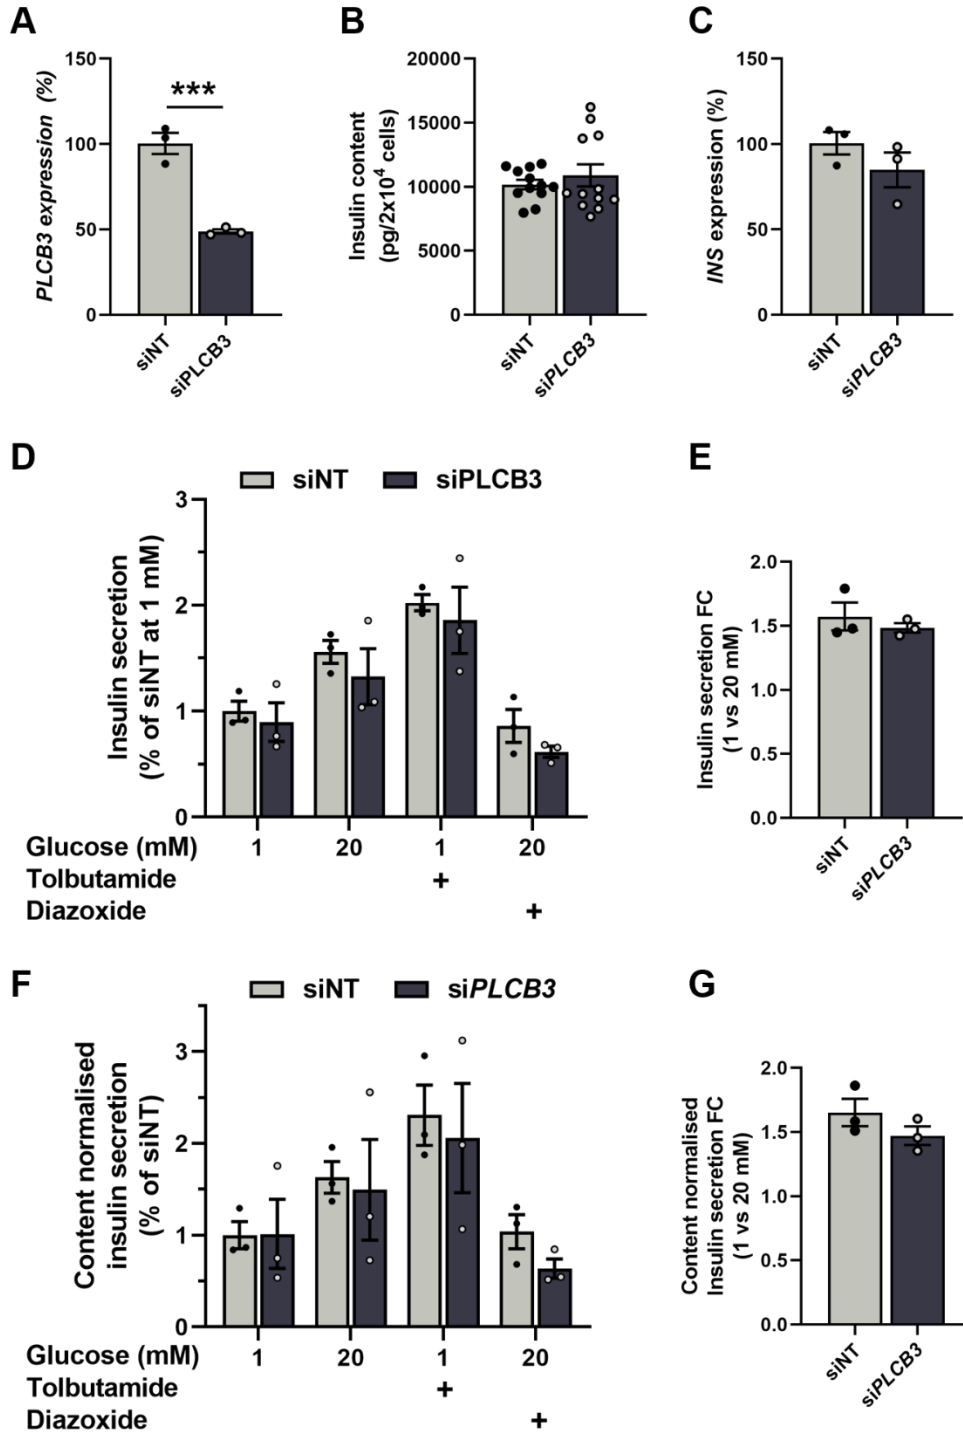 A
B
C
PLCB3 expression (%)
150
100
50
0
***
siNT
siPLCB3
Insulin content
(pg/2x10⁴ cells)
20000
15000
10000
5000
0
siNT
siPLCB3
INS expression (%)
150
100
50
0
siNT
siPLCB3
D
siNT siPLCB3
Insulin secretion
(% of siNT at 1 mM)
3
2
1
0
Glucose (mM) 1 20 1 20
Tolbutamide +
Diazoxide +
E
Insulin secretion FC
(1 vs 20 mM)
2.0
1.5
1.0
0.5
0.0
siNT
siPLCB3
F
siNT siPLCB3
Content normalised
insulin secretion
(% of siNT)
3
2
1
0
Glucose (mM) 1 20 1 20
Tolbutamide +
Diazoxide +
G
Content normalised
Insulin secretion FC
(1 vs 20 mM)
2.0
1.5
1.0
0.5
0.0
siNT
siPLCB3